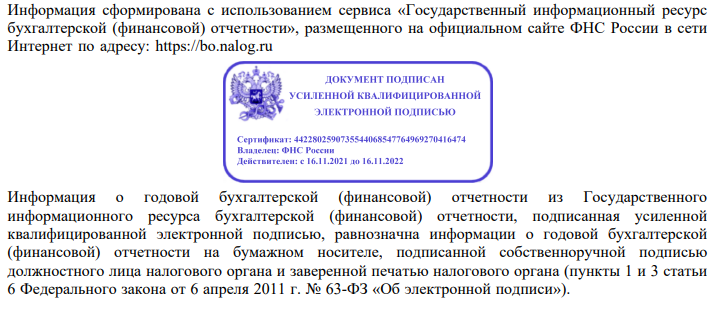 Информация сформирована с использованием сервиса «Государственный информационный ресурс
бухгалтерской (финансовой) отчетности», размещенного на официальном сайте ФНС России в сети
Интернет по адресу: https://bo.nalog.ru
ДОКУМЕНТ ПОДПИСАН
УСИЛЕННОЙ КВАЛИФИЦИРОВАННОЙ
ЭЛЕКТРОННОЙ ПОДПИСЬЮ
Сертификат: 442280259073554406854776496927041​6474
Владелец: ФНС России
Действителен: с 16.11.2021 до 16.11.2022
Информация о годовой бухгалтерской (финансовой) отчетности из Государственного
информационного ресурса бухгалтерской (финансовой) отчетности, подписанная усиленной
квалифицированной электронной подписью, равнозначна информации о годовой бухгалтерской
(финансовой) отчетности на бумажном носителе, подписанной собственноручной подписью
должностного лица налогового органа и заверенной печатью налогового органа (пункты 1 и 3 статьи
6 Федерального закона от 6 апреля 2011 г. № 63-ФЗ «Об электронной подписи»).